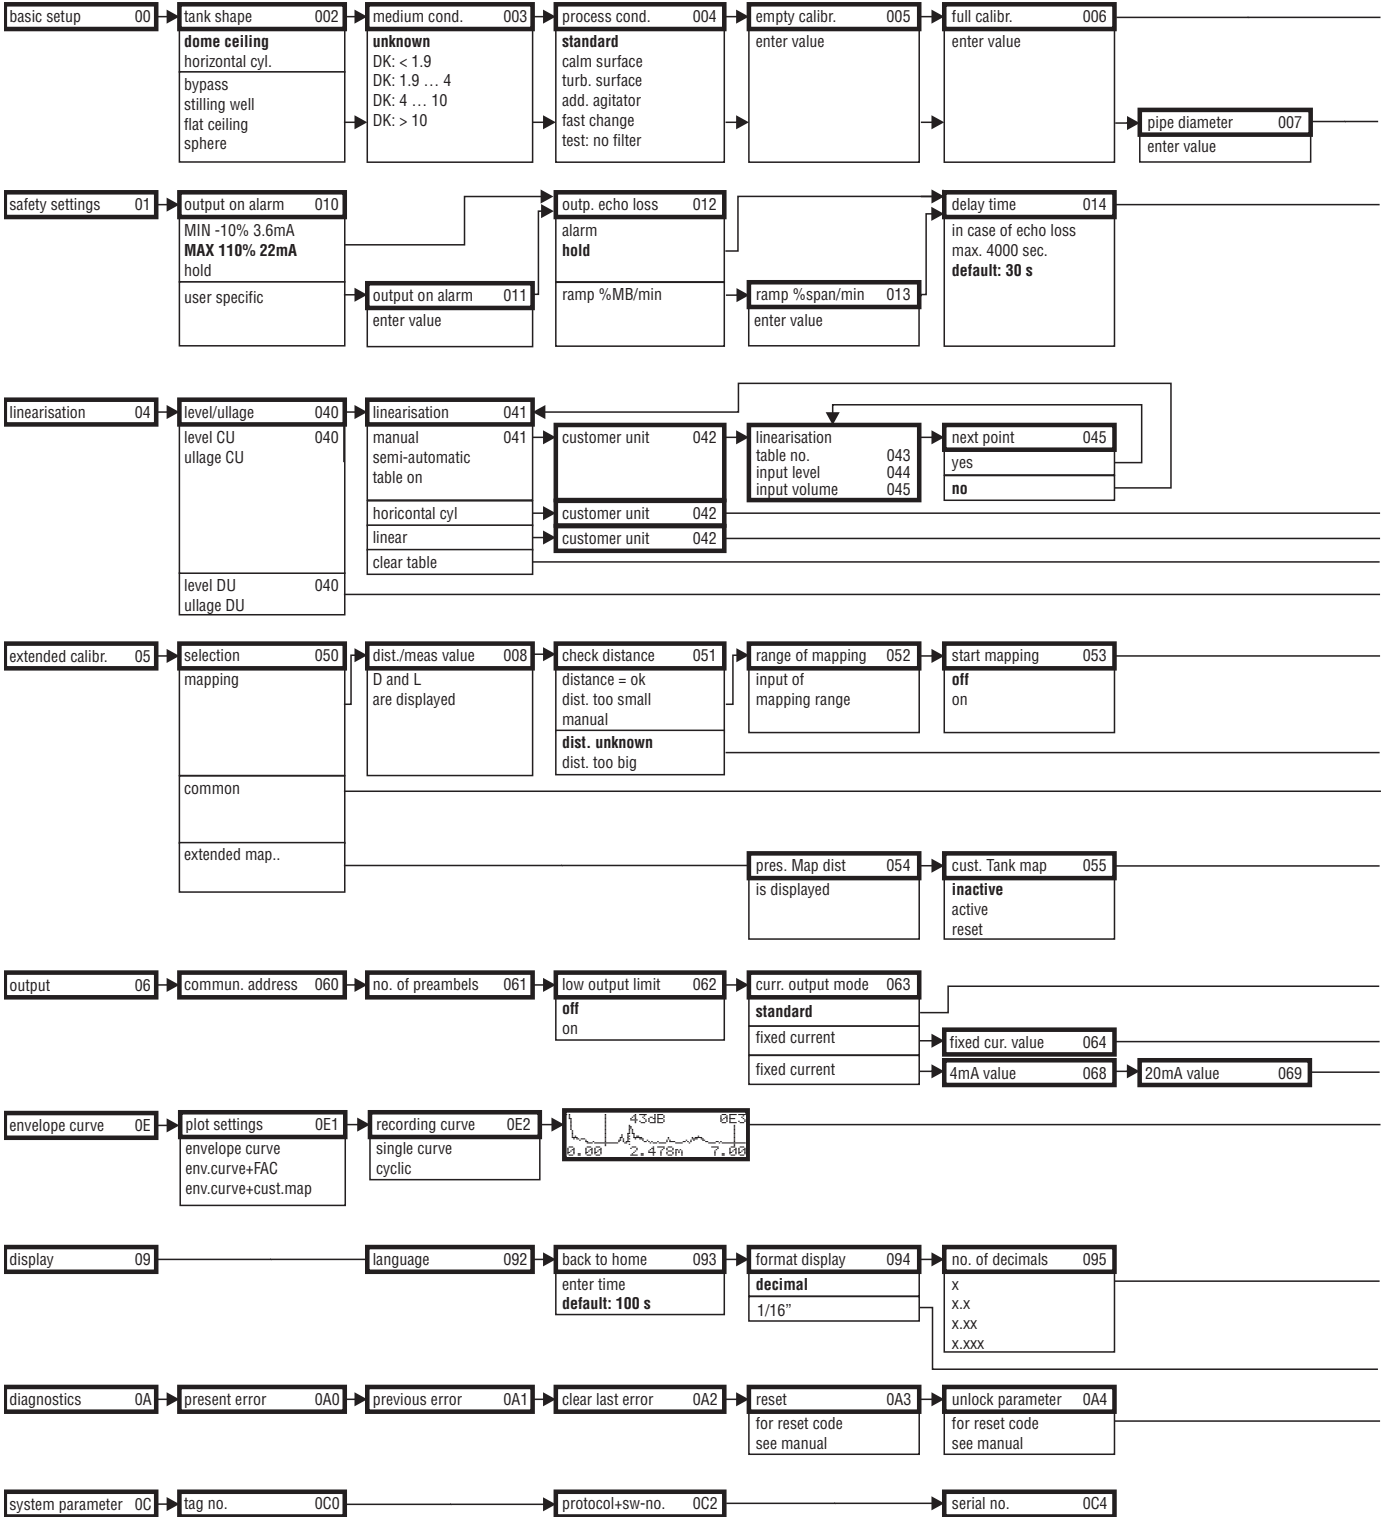 basic setup 00
tank shape 002
dome ceiling
horizontal cyl.
bypass
stilling well
flat ceiling
sphere
medium cond. 003
unknown
DK: < 1.9
DK: 1.9 … 4
DK: 4 … 10
DK: > 10
process cond. 004
standard
calm surface
turb. surface
add. agitator
fast change
test: no filter
empty calibr. 005
enter value
full calibr. 006
enter value
pipe diameter 007
enter value
safety settings 01
output on alarm 010
MIN -10% 3.6mA
MAX 110% 22mA
hold
user specific
output on alarm 011
enter value
outp. echo loss 012
alarm
hold
ramp %MB/min
ramp %span/min 013
enter value
delay time 014
in case of echo loss
max. 4000 sec.
default: 30 s
linearisation 04
level/ullage 040
level CU 040
ullage CU
level DU 040
ullage DU
linearisation 041
manual 041
semi-automatic
table on
horicontal cyl
linear
clear table
customer unit 042
customer unit 042
customer unit 042
linearisation
table no. 043
input level 044
input volume 045
next point 045
yes
no
extended calibr. 05
selection 050
mapping
common
extended map..
dist./meas value 008
D and L
are displayed
check distance 051
distance = ok
dist. too small
manual
dist. unknown
dist. too big
range of mapping 052
input of
mapping range
start mapping 053
off
on
pres. Map dist 054
is displayed
cust. Tank map 055
inactive
active
reset
output 06
commun. address 060
no. of preambels 061
low output limit 062
off
on
curr. output mode 063
standard
fixed current
fixed current
fixed cur. value 064
4mA value 068
20mA value 069
envelope curve 0E
plot settings 0E1
envelope curve
env.curve+FAC
env.curve+cust.map
recording curve 0E2
single curve
cyclic
43dB 0E3
0.00 2.478m 7.00
display 09
language 092
back to home 093
enter time
default: 100 s
format display 094
decimal
1/16”
no. of decimals 095
x
x.x
x.xx
x.xxx
diagnostics 0A
present error 0A0
previous error 0A1
clear last error 0A2
reset 0A3
for reset code
see manual
unlock parameter 0A4
for reset code
see manual
system parameter 0C
tag no. 0C0
protocol+sw-no. 0C2
serial no. 0C4